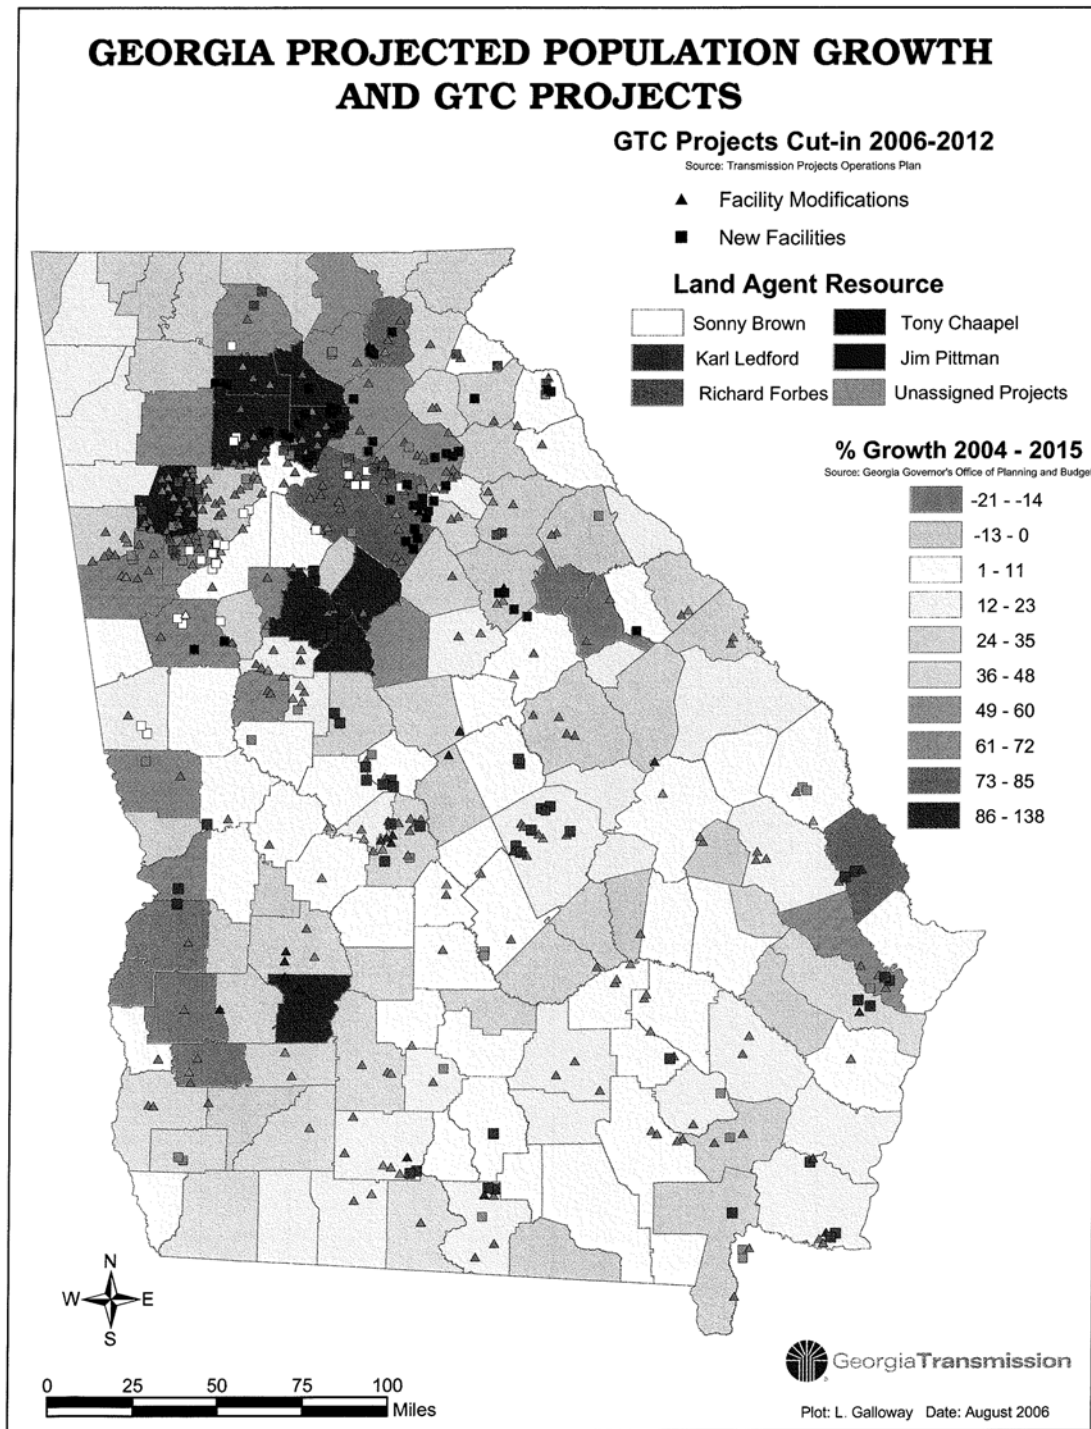 GEORGIA PROJECTED POPULATION GROWTH
AND GTC PROJECTS
GTC Projects Cut-in 2006-2012
Source: Transmission Projects Operations Plan
Facility Modifications
New Facilities
Land Agent Resource
Sonny Brown
Tony Chaapel
Karl Ledford
Jim Pittman
Richard Forbes
Unassigned Projects
% Growth 2004 - 2015
Source: Georgia Governor's Office of Planning and Budge
-21 - -14
-13 - 0
1 - 11
12 - 23
24 - 35
36 - 48
49 - 60
61 - 72
73 - 85
86 - 138
N
W E
S
0 25 50 75 100
Miles
GeorgiaTransmission
Plot: L. Galloway Date: August 2006